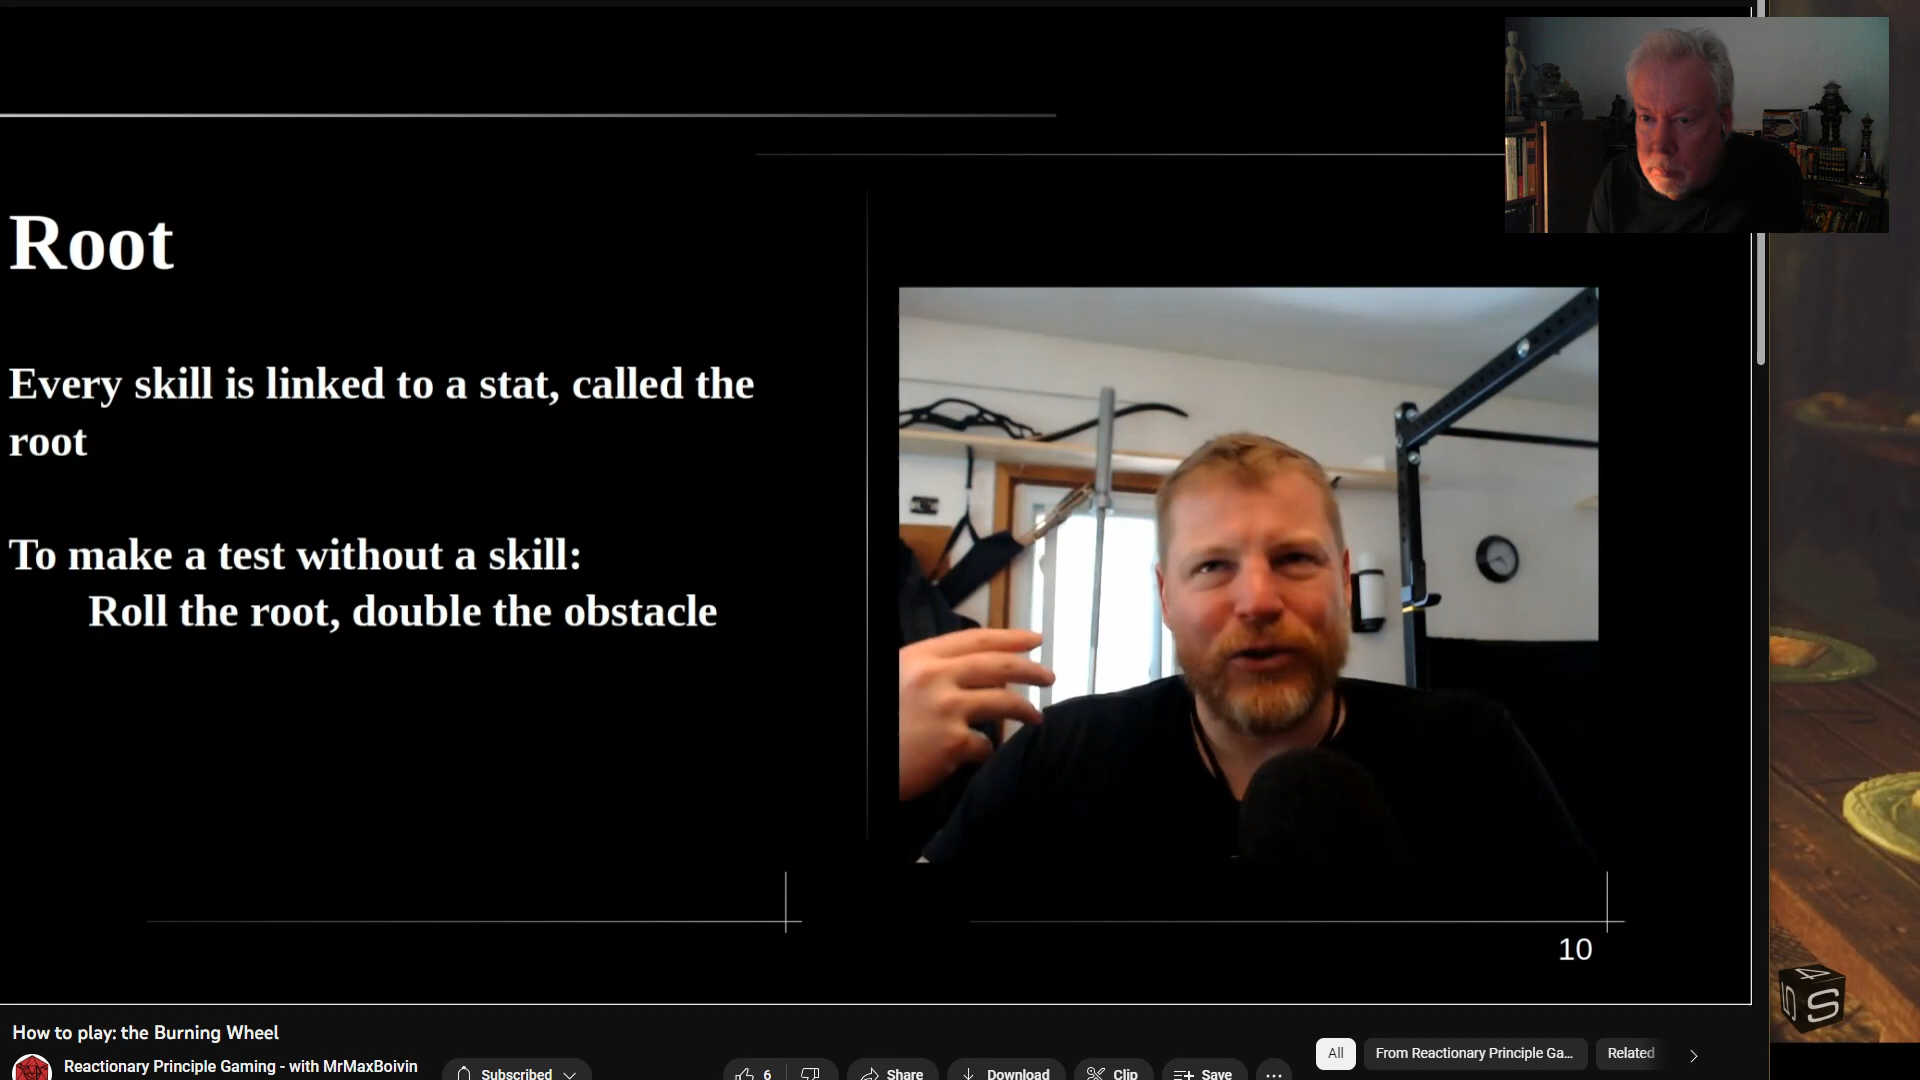 Root
Every skill is linked to a stat, called the
root
To make a test without a skill:
Roll the root, double the obstacle
10
4
5
S
How to play: the Burning Wheel
Reactionary Principle Gaming - with MrMaxBoivin
Subscribed
6
Share
Download
Clip
Save
All
From Reactionary Principle Ga...
Related